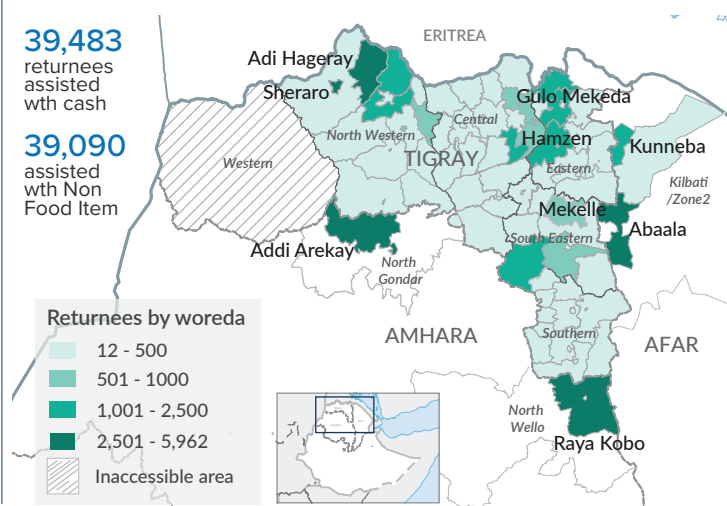 39,483
returnees
assisted
wth cash
39,090
assisted
wth Non
Food Item
ERITREA
Adi Hageray
Sheraro
Gulo Mekeda
Central
North Western
Hamzen
Kunneba
TIGRAY
Western
Eastern
Kilbati
/Zone2
Mekelle
Abaala
South Eastern
Addi Arekay
North
Gondar
AMHARA
Southern
AFAR
North
Wello
Raya Kobo
Returnees by woreda
12 - 500
501 - 1000
1,001 - 2,500
2,501 - 5,962
Inaccessible area